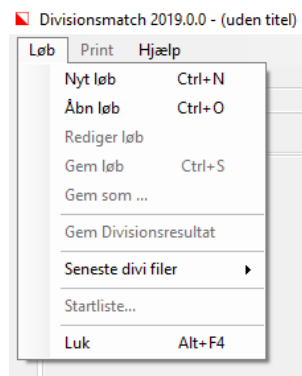 Divisionsmatch 2019.0.0 - (uden titel)
Løb Print Hjælp
Nyt løb Ctrl+N
Åbn løb Ctrl+O
Rediger løb
Gem løb Ctrl+S
Gem som ...
Gem Divisionsresultat
Seneste divi filer
Startliste...
Luk Alt+F4